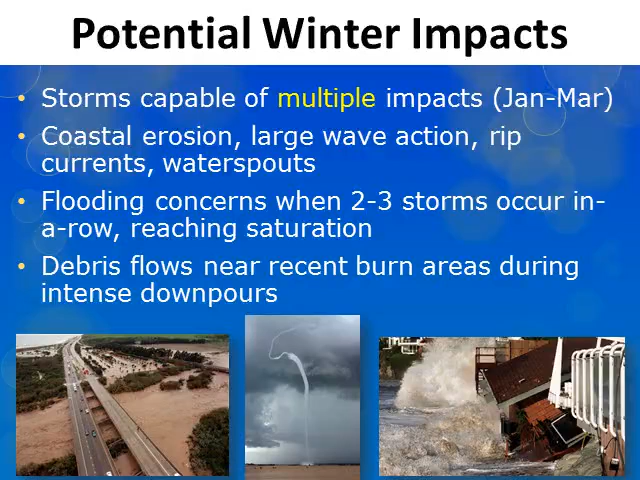 Potential Winter Impacts
• Storms capable of multiple impacts (Jan-Mar)
• Coastal erosion, large wave action, rip
currents, waterspouts
• Flooding concerns when 2-3 storms occur in-
a-row, reaching saturation
• Debris flows near recent burn areas during
intense downpours